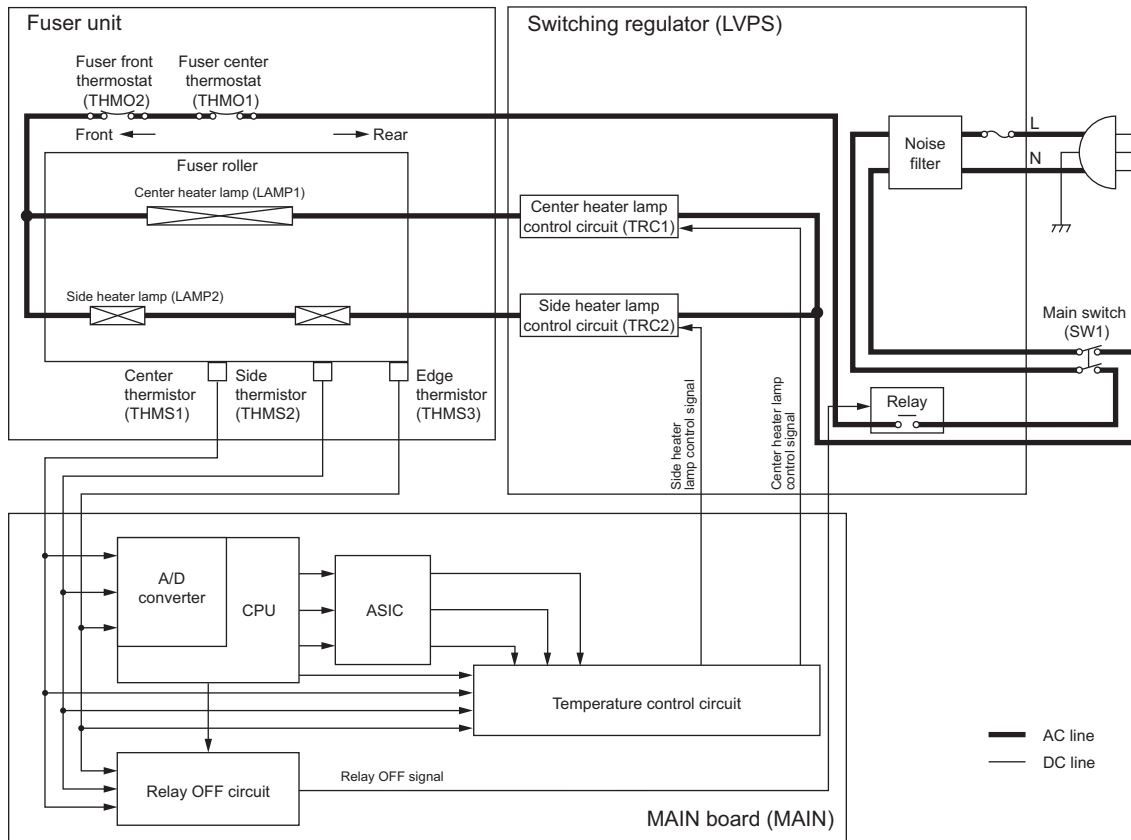 Fuser unit
Switching regulator (LVPS)
Fuser front
thermostat
(THMO2)
Fuser center
thermostat
(THMO1)
Front
Rear
Fuser roller
Center heater lamp (LAMP1)
Side heater lamp (LAMP2)
Center heater lamp
control circuit (TRC1)
Side heater lamp
control circuit (TRC2)
Noise
filter
L
N
Main switch
(SW1)
Relay
Center
thermistor
(THMS1)
Side
thermistor
(THMS2)
Edge
thermistor
(THMS3)
Side heater
lamp control signal
Center heater lamp
control signal
A/D
converter
CPU
ASIC
Temperature control circuit
Relay OFF circuit
Relay OFF signal
MAIN board (MAIN)
AC line
DC line